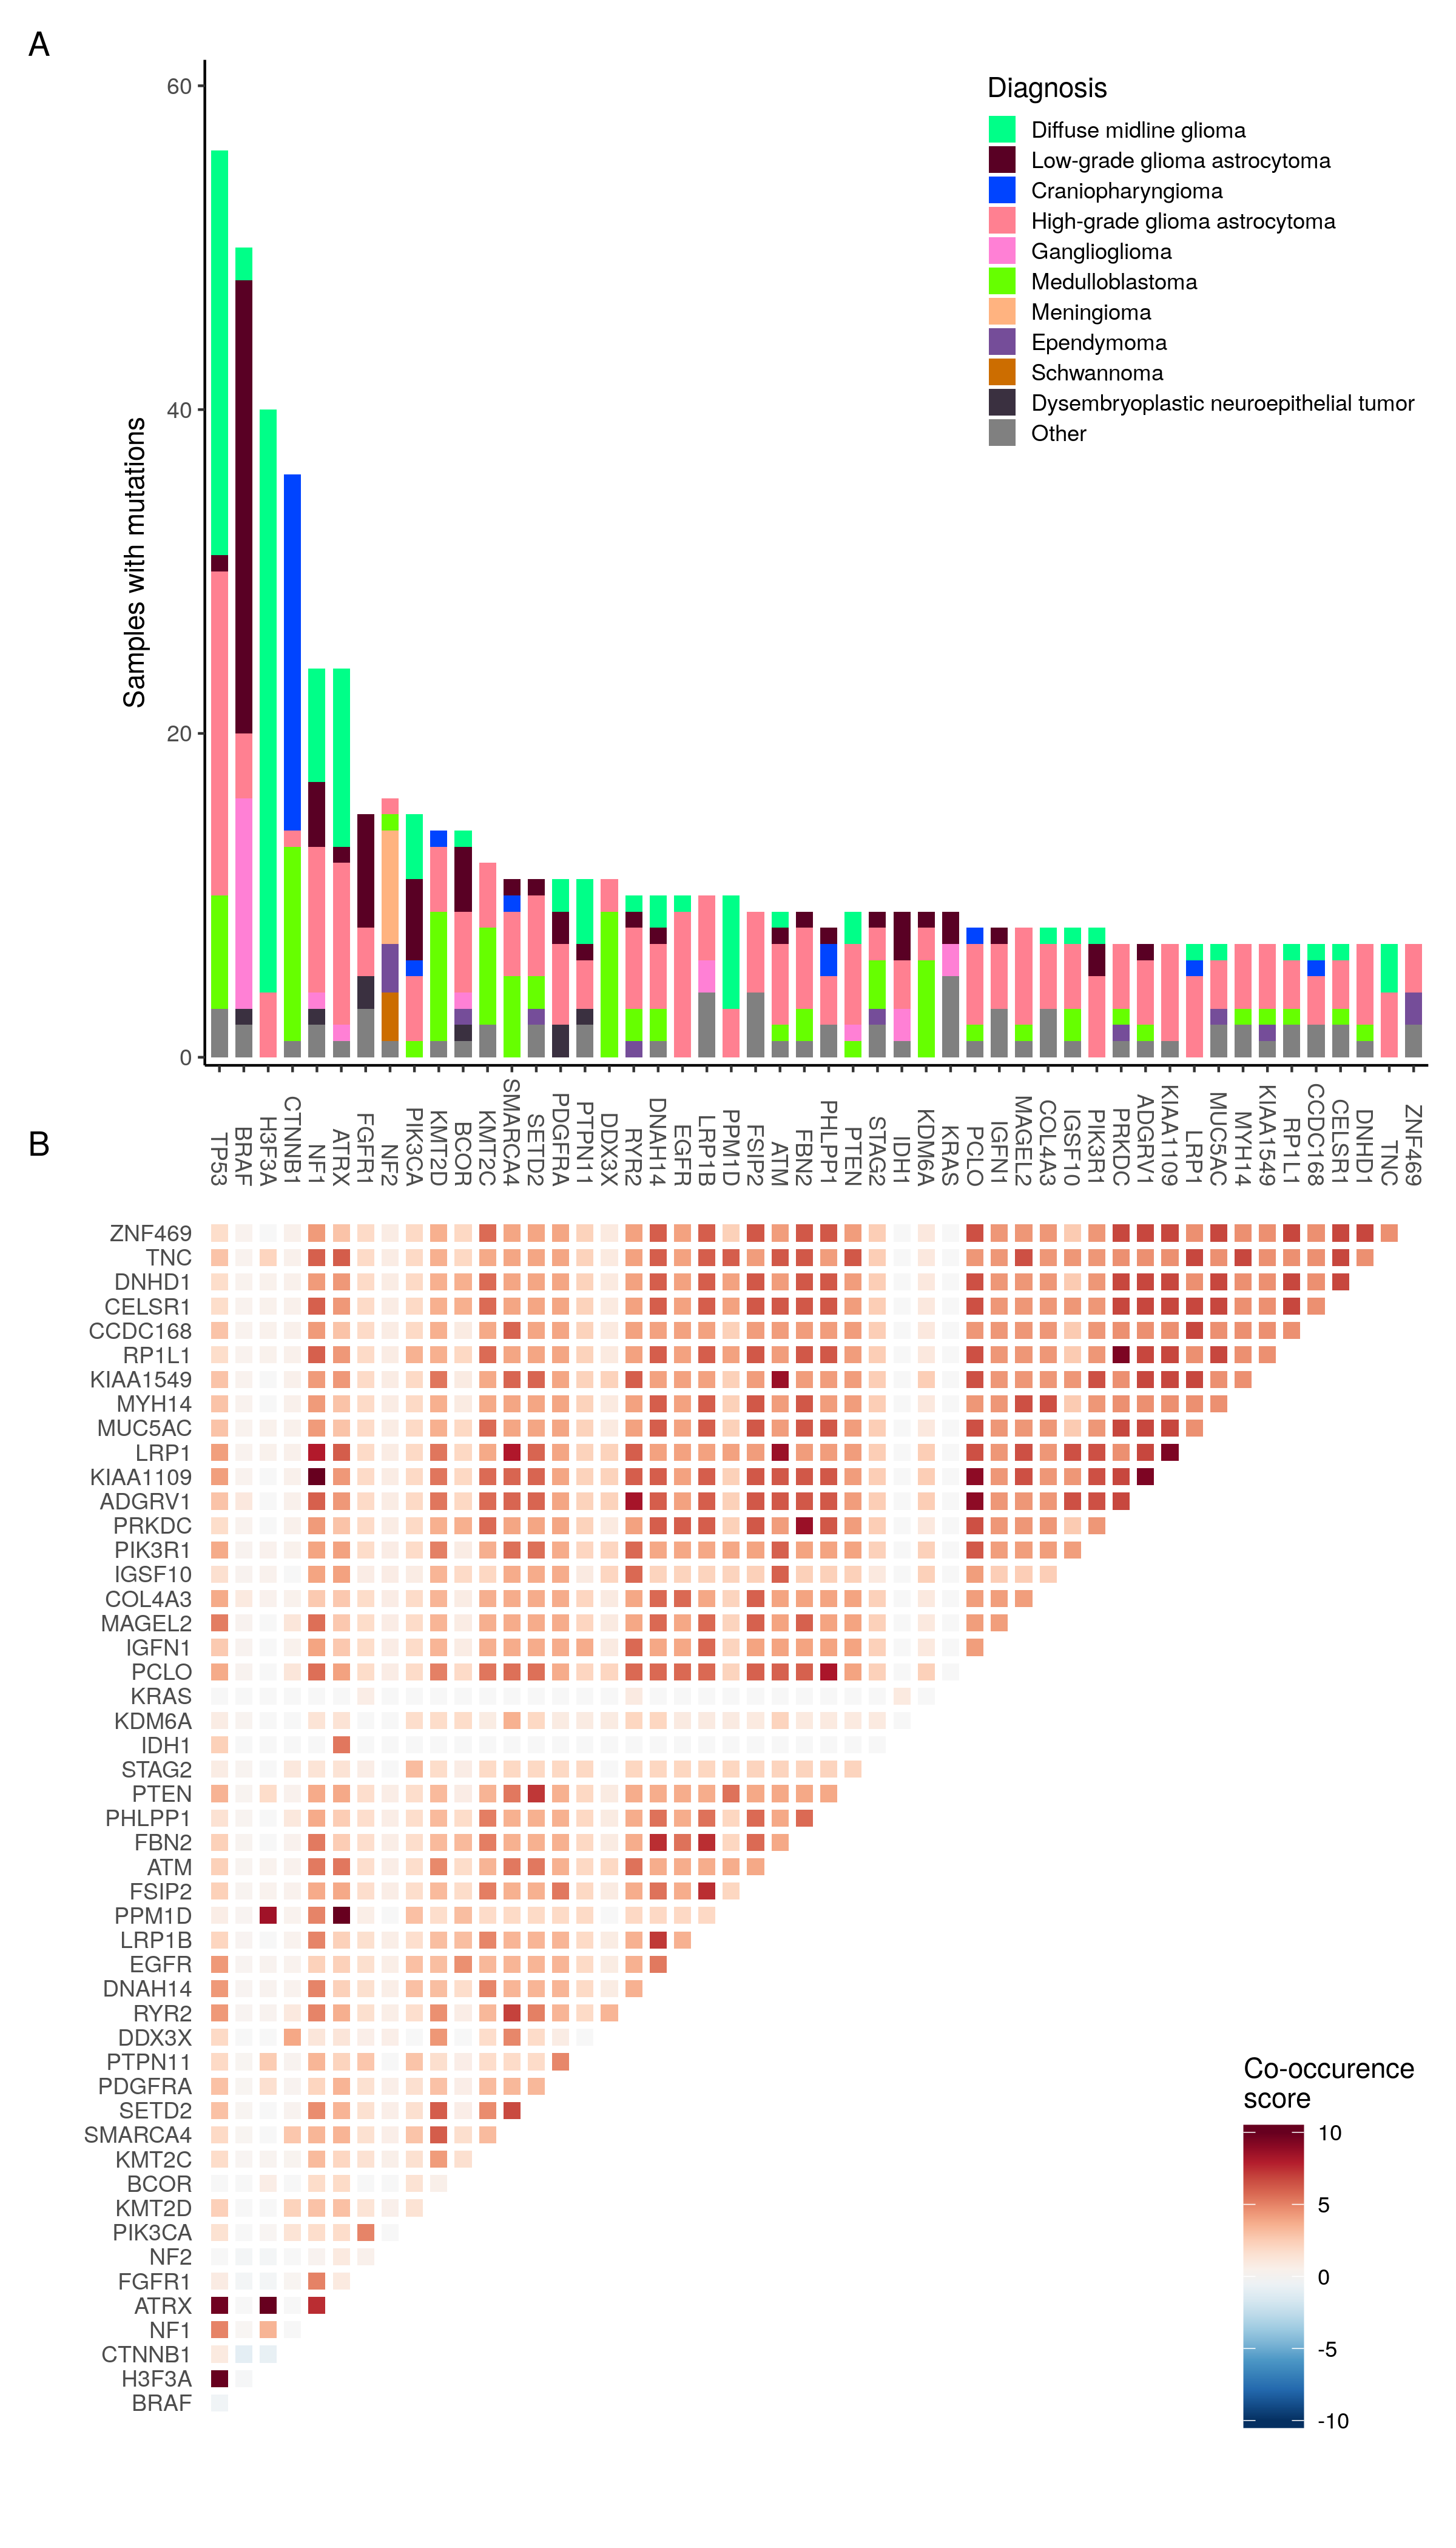 A
60
40
20
0
Samples with mutations
Diagnosis
Diffuse midline glioma
Low-grade glioma astrocytoma
Craniopharyngioma
High-grade glioma astrocytoma
Ganglioglioma
Medulloblastoma
Meningioma
Ependymoma
Schwannoma
Dysembryoplastic neuroepithelial tumor
Other
TP53
BRAF
H3F3A
CTNNB1
NF1
ATRX
FGFR1
NF2
PIK3CA
KMT2D
BCOR
KMT2C
SMARCA4
SETD2
PDGFRA
PTPN11
DDX3X
RYR2
DNAH14
EGFR
LRP1B
PPM1D
FSIP2
ATM
FBN2
PHLPP1
PTEN
STAG2
IDH1
KDM6A
KRAS
PCLO
IGFN1
MAGEL2
COL4A3
IGSF10
PIK3R1
PRKDC
ADGRV1
KIAA1109
LRP1
MUC5AC
MYH14
KIAA1549
RP1L1
CCDC168
CELSR1
DNHD1
TNC
ZNF469
B
ZNF469
TNC
DNHD1
CELSR1
CCDC168
RP1L1
KIAA1549
MYH14
MUC5AC
LRP1
KIAA1109
ADGRV1
PRKDC
PIK3R1
IGSF10
COL4A3
MAGEL2
IGFN1
PCLO
KRAS
KDM6A
IDH1
STAG2
PTEN
PHLPP1
FBN2
ATM
FSIP2
PPM1D
LRP1B
EGFR
DNAH14
RYR2
DDX3X
PTPN11
PDGFRA
SETD2
SMARCA4
KMT2C
BCOR
KMT2D
PIK3CA
NF2
FGFR1
ATRX
NF1
CTNNB1
H3F3A
BRAF
Co-occurence
score
10
5
0
-5
-10